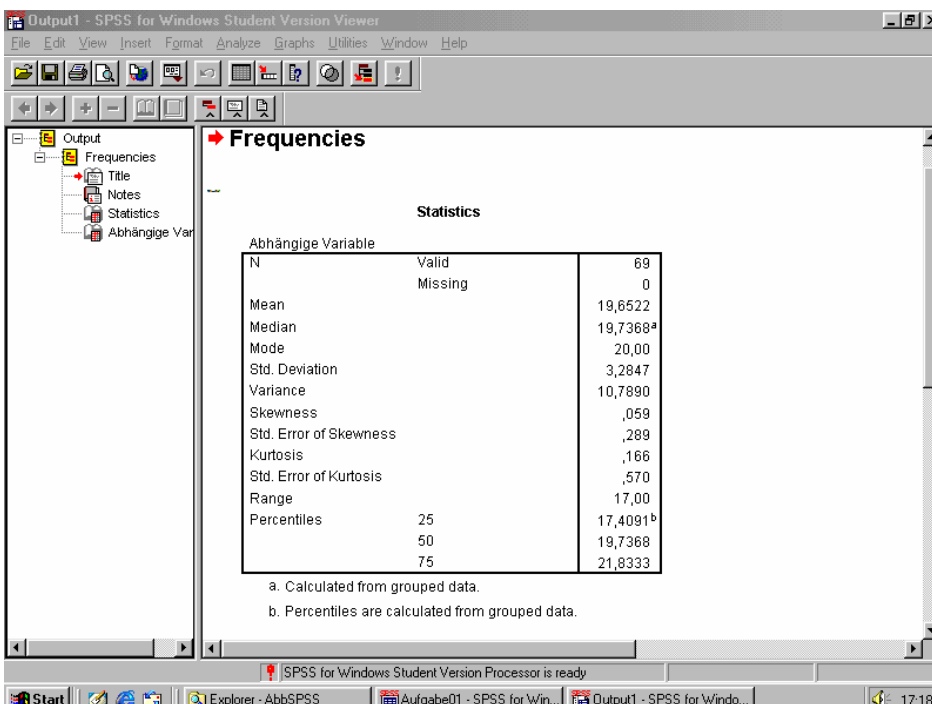 Output1 - SPSS for Windows Student Version Viewer
File Edit View Insert Format Analyze Graphs Utilities Window Help
Output
Frequencies
Title
Notes
Statistics
Abhängige Var
Frequencies
Statistics
Abhängige Variable
N Valid 69
Missing 0
Mean 19,6522
Median 19,7368a
Mode 20,00
Std. Deviation 3,2847
Variance 10,7890
Skewness ,059
Std. Error of Skewness ,289
Kurtosis ,166
Std. Error of Kurtosis ,570
Range 17,00
Percentiles 25 17,4091b
50 19,7368
75 21,8333
a. Calculated from grouped data.
b. Percentiles are calculated from grouped data.
SPSS for Windows Student Version Processor is ready
Start Explorer - AbbSPSS Aufgabe01 - SPSS for Win... Output1 - SPSS for Windo... 17:18